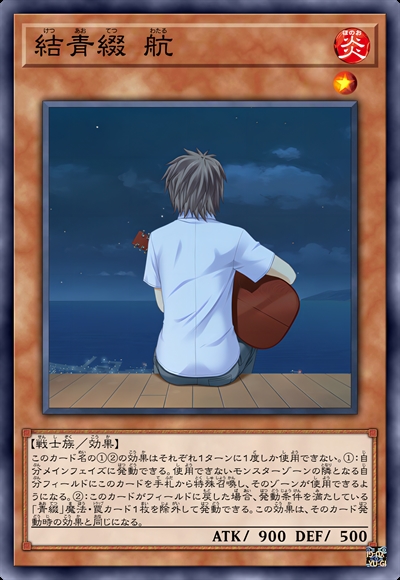 結青綴 航
炎
【戦士族/効果】
このカード名の①②の効果はそれぞれ1ターンに1度しか使用できない。①:自
分メインフェイズに発動できる。使用できないモンスターゾーンの隣となる自
分フィールドにこのカードを手札から特殊召喚し、そのゾーンが使用できるよ
うになる。②:このカードがフィールドに戻した場合、発動条件を満たしている
「青綴」魔法・罠カード1枚を除外して発動できる。この効果は、そのカード発
動時の効果と同じになる。
ATK/ 900 DEF/ 500